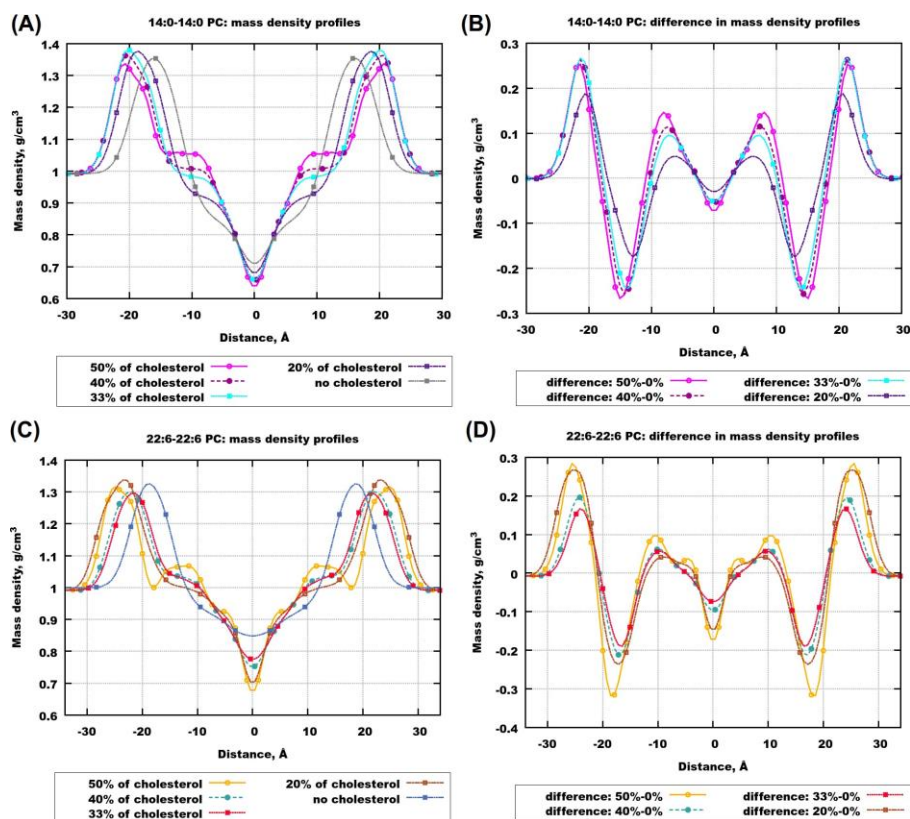 (A)
14:0-14:0 PC: mass density profiles
Mass density, g/cm³
1.4
1.3
1.2
1.1
1
0.9
0.8
0.7
0.6
-30 -20 -10 0 10 20 30
Distance, Å
50% of cholesterol
40% of cholesterol
33% of cholesterol
20% of cholesterol
no cholesterol
(B)
14:0-14:0 PC: difference in mass density profiles
Mass density, g/cm³
0.3
0.2
0.1
0
-0.1
-0.2
-0.3
-30 -20 -10 0 10 20 30
Distance, Å
difference: 50%-0%
difference: 40%-0%
difference: 33%-0%
difference: 20%-0%
(C)
22:6-22:6 PC: mass density profiles
Mass density, g/cm³
1.4
1.3
1.2
1.1
1
0.9
0.8
0.7
0.6
-30 -20 -10 0 10 20 30
Distance, Å
50% of cholesterol
40% of cholesterol
33% of cholesterol
20% of cholesterol
no cholesterol
(D)
22:6-22:6 PC: difference in mass density profiles
Mass density, g/cm³
0.3
0.2
0.1
0
-0.1
-0.2
-0.3
-0.4
-30 -20 -10 0 10 20 30
Distance, Å
difference: 50%-0%
difference: 40%-0%
difference: 33%-0%
difference: 20%-0%